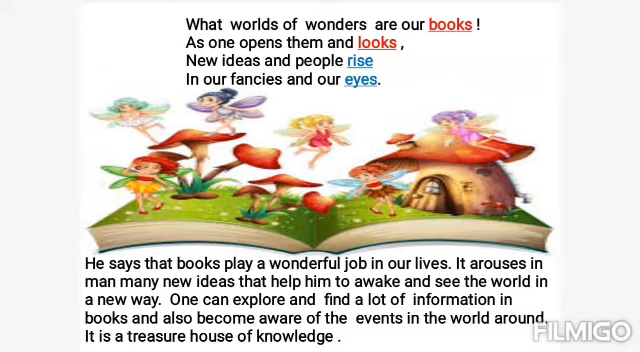 What worlds of wonders are our books !
As one opens them and looks ,
New ideas and people rise
In our fancies and our eyes.
He says that books play a wonderful job in our lives. It arouses in
man many new ideas that help him to awake and see the world in
a new way. One can explore and find a lot of information in
books and also become aware of the events in the world around.
It is a treasure house of knowledge .
FILMIGO